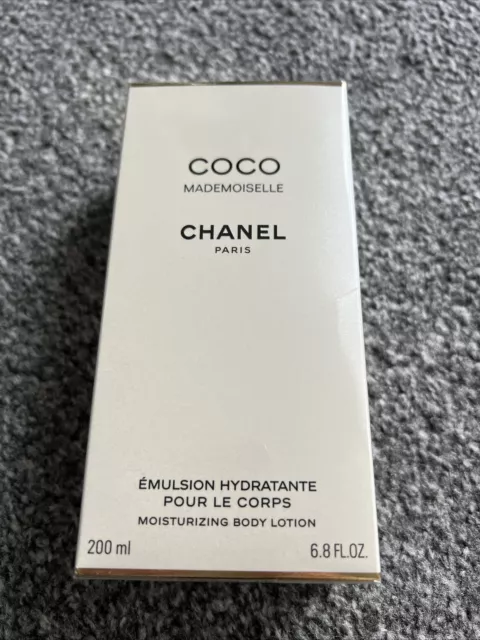 COCO
MADEMOISELLE
CHANEL
PARIS
ÉMULSION HYDRATANTE
POUR LE CORPS
MOISTURIZING BODY LOTION
200 ml 6.8 FL.OZ.